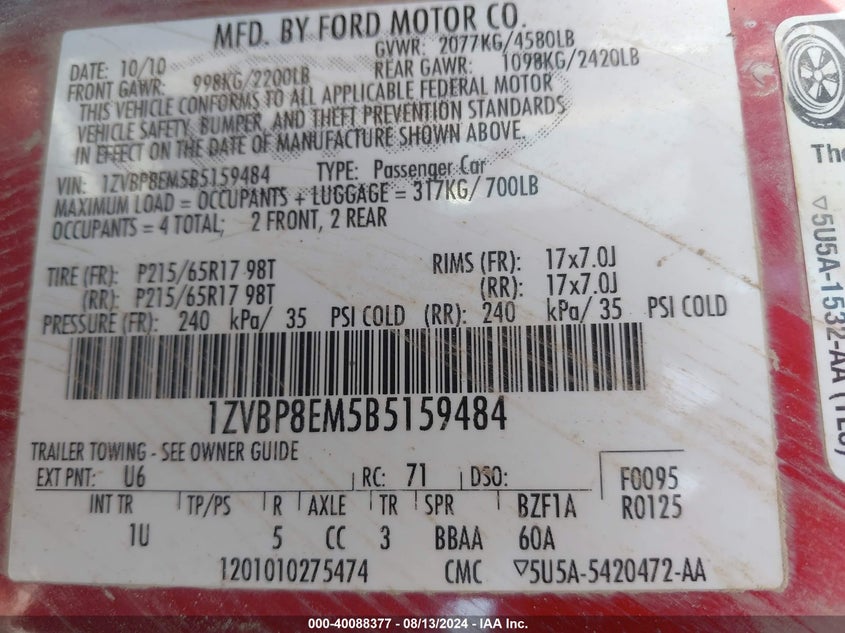 MFD. BY FORD MOTOR CO.
DATE: 10/10
GVWR: 2077KG/4580LB
FRONT GAWR: 998KG/2200LB
REAR GAWR: 1098KG/2420LB
THIS VEHICLE CONFORMS TO ALL APPLICABLE FEDERAL MOTOR
VEHICLE SAFETY, BUMPER, AND THEFT PREVENTION STANDARDS
IN EFFECT ON THE DATE OF MANUFACTURE SHOWN ABOVE.
VIN: 1ZVBP8EM5B5159484 TYPE: Passenger Car
MAXIMUM LOAD = OCCUPANTS + LUGGAGE = 317KG/ 700LB
OCCUPANTS = 4 TOTAL; 2 FRONT, 2 REAR
TIRE (FR): P215/65R17 98T RIMS (FR): 17x7.0J
(RR): P215/65R17 98T (RR): 17x7.0J
PRESSURE (FR): 240 kPa/ 35 PSI COLD (RR): 240 kPa/ 35 PSI COLD
1ZVBP8EM5B5159484
TRAILER TOWING - SEE OWNER GUIDE
EXT PNT: U6 RC: 71 DSO: F0095
INT TR TP/PS R AXLE TR SPR BZF1A R0125
1U 5 CC 3 BBAA 60A
1201010275474 CMC ▽5U5A-5420472-AA
The
▽5U5A-1532-AA
000-40088377 - 08/13/2024 - IAA Inc.